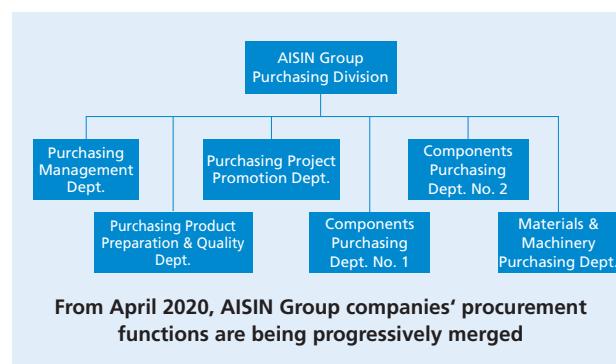 AISIN Group
Purchasing Division
Purchasing
Management
Dept.
Purchasing Product
Preparation & Quality
Dept.
Purchasing Project
Promotion Dept.
Components
Purchasing
Dept. No. 1
Components
Purchasing
Dept. No. 2
Materials &
Machinery
Purchasing Dept.
From April 2020, AISIN Group companies‘ procurement
functions are being progressively merged